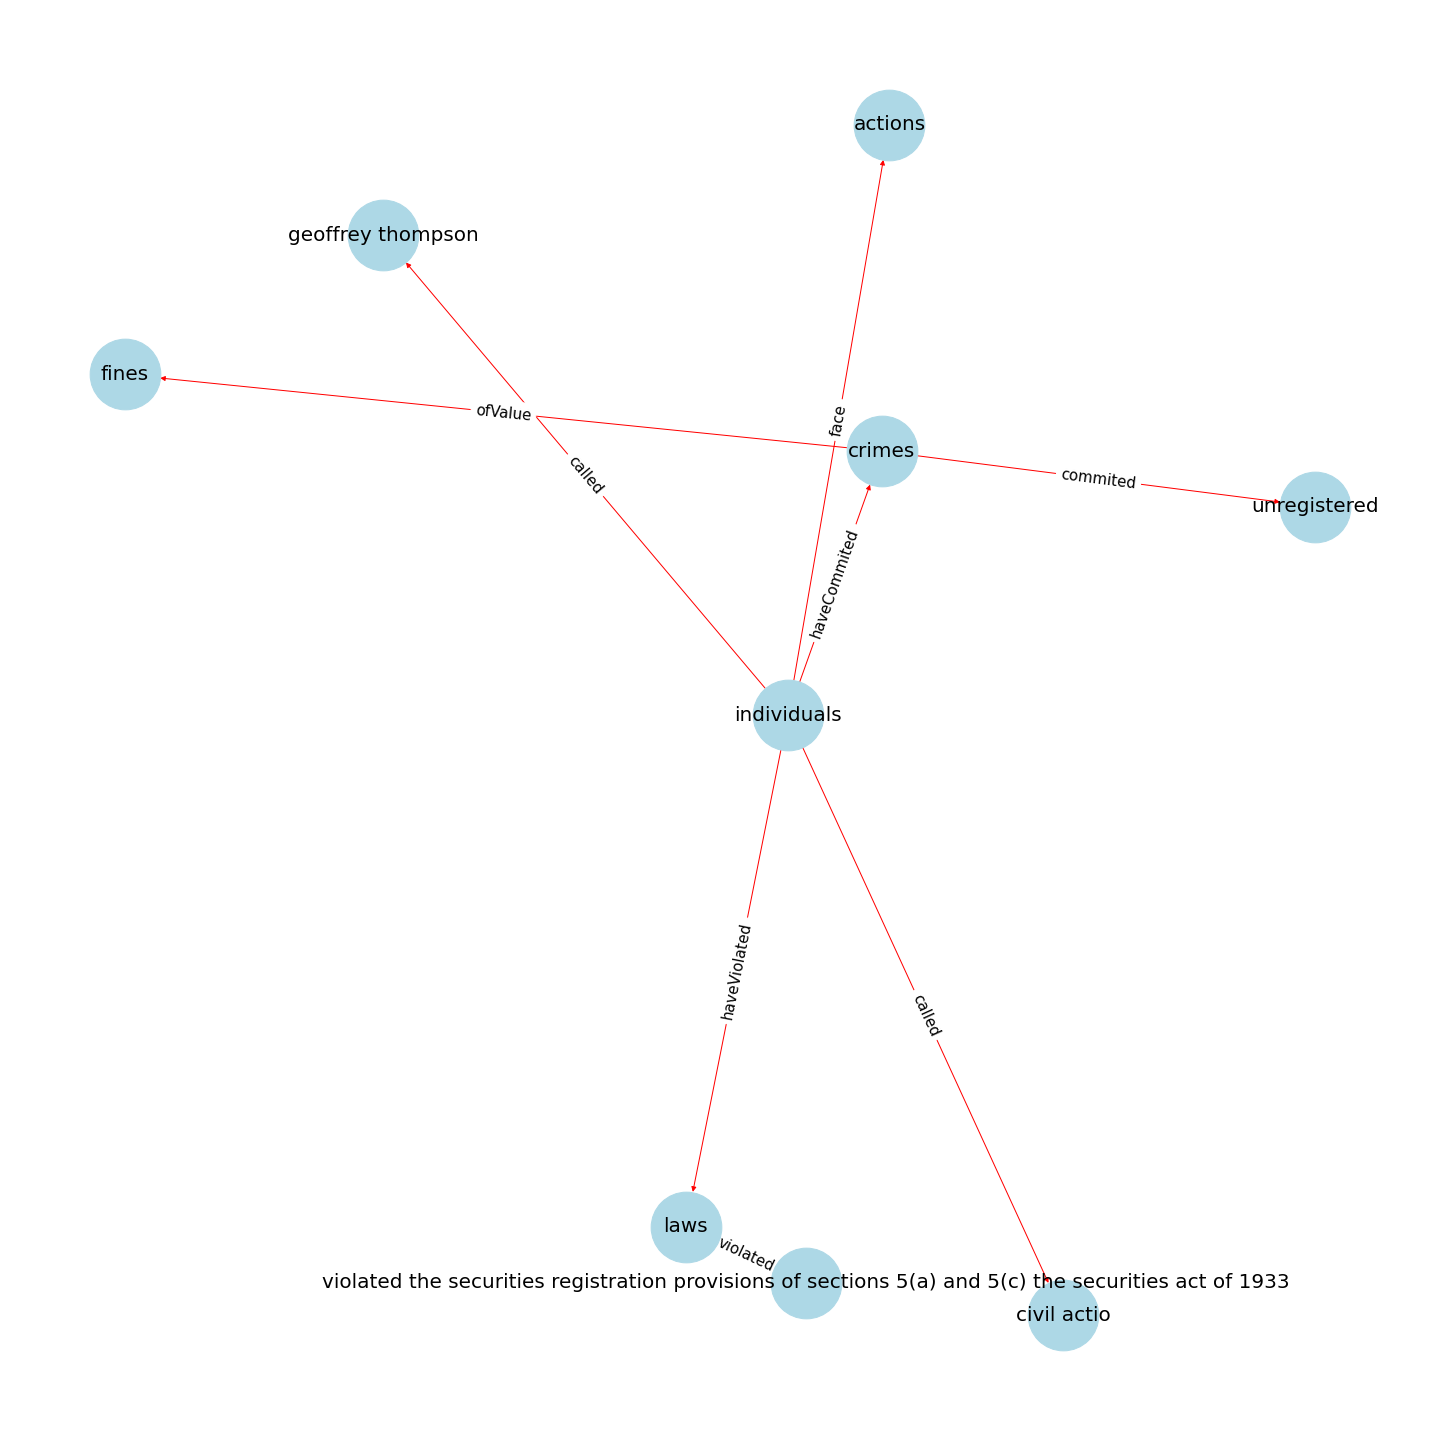 actions
geoffrey thompson
fines
ofValue
face
crimes
called
commited
unregistered
haveCommited
individuals
haveViolated
called
laws
violated
violated the securities registration provisions of sections 5(a) and 5(c) the securities act of 1933
civil actio